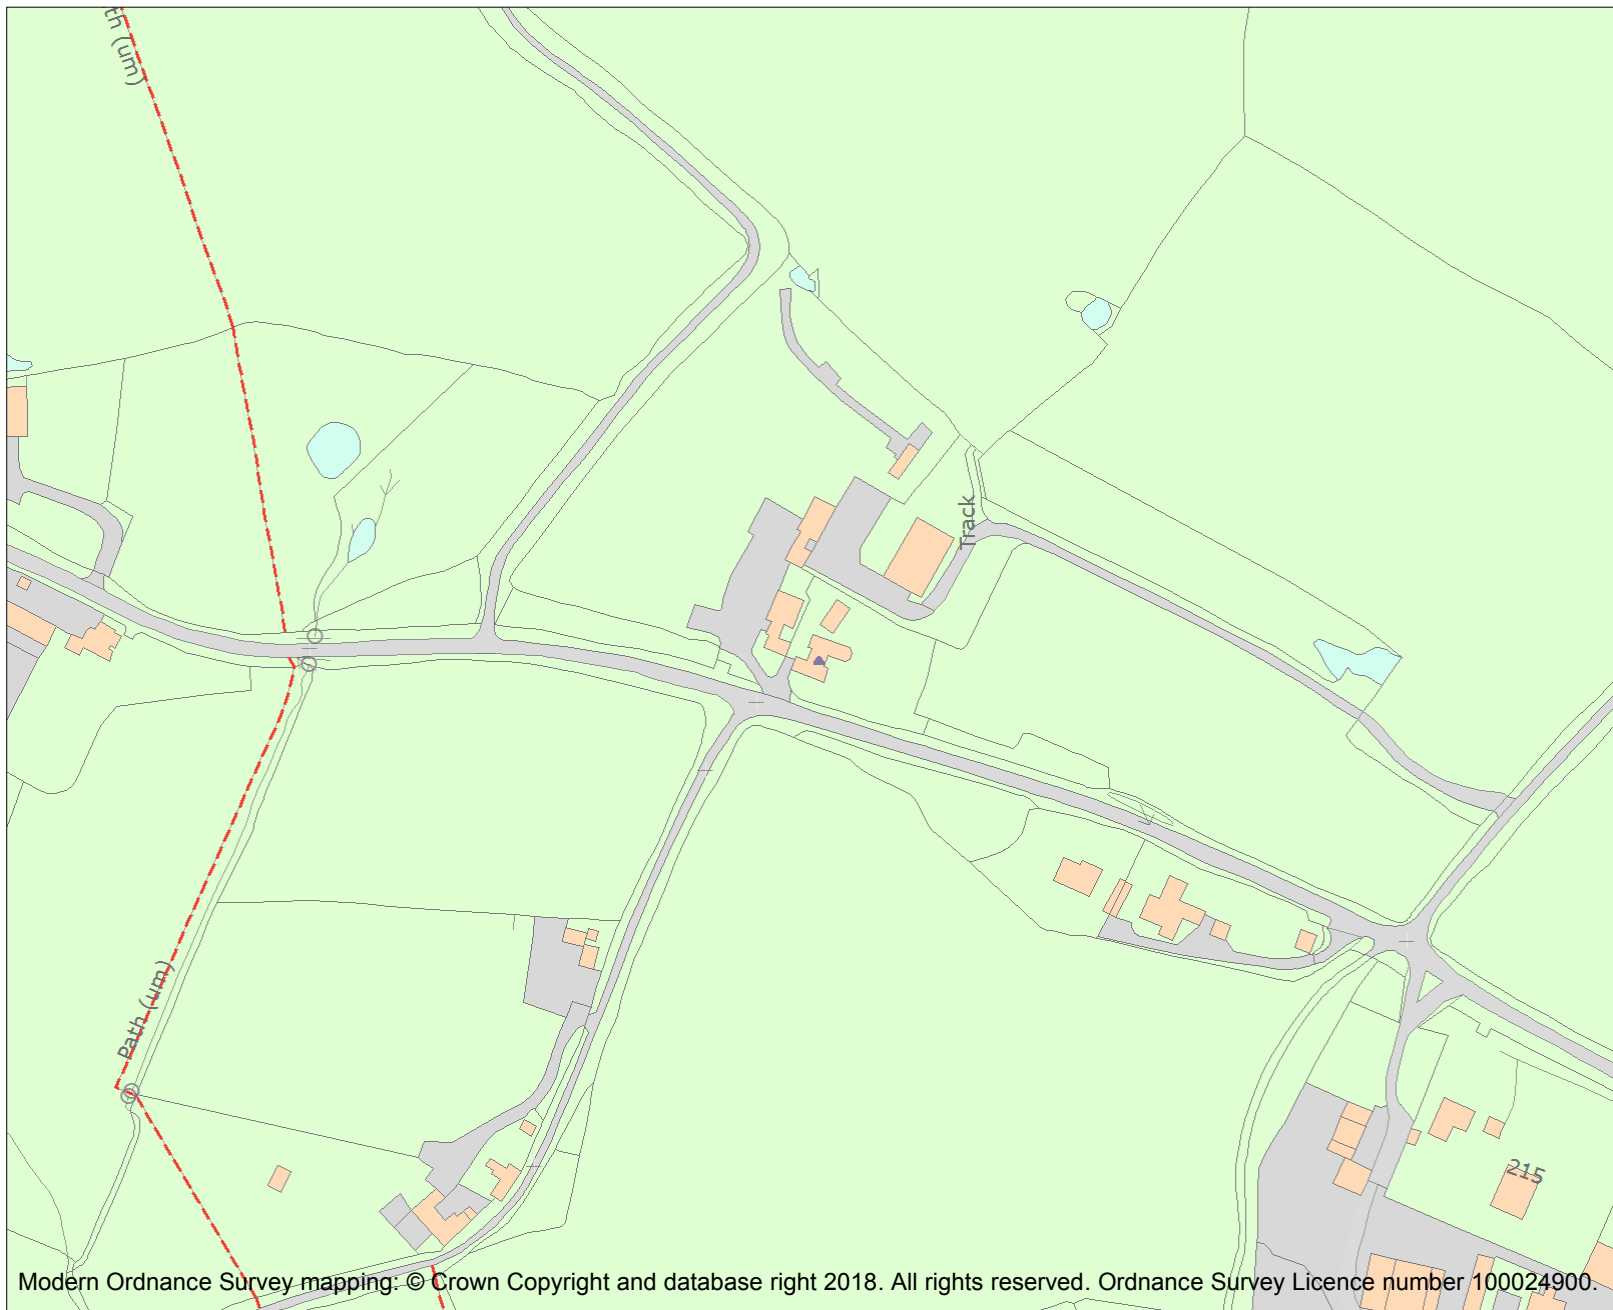 th (um)
Track
Path (um)
215
Modern Ordnance Survey mapping: © Crown Copyright and database right 2018. All rights reserved. Ordnance Survey Licence number 100024900.